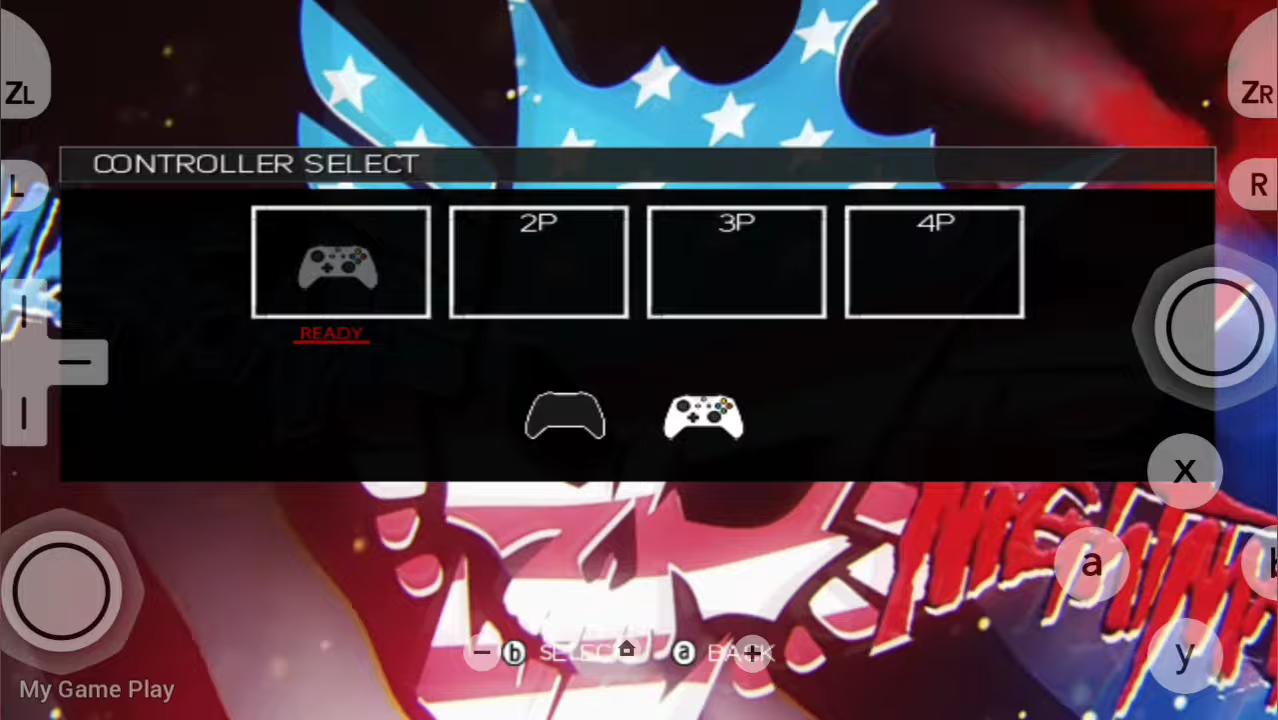 ZL
ZR
CONTROLLER SELECT
L
R
2P
3P
4P
READY
X
a
b
b SELECT a BACK
y
My Game Play